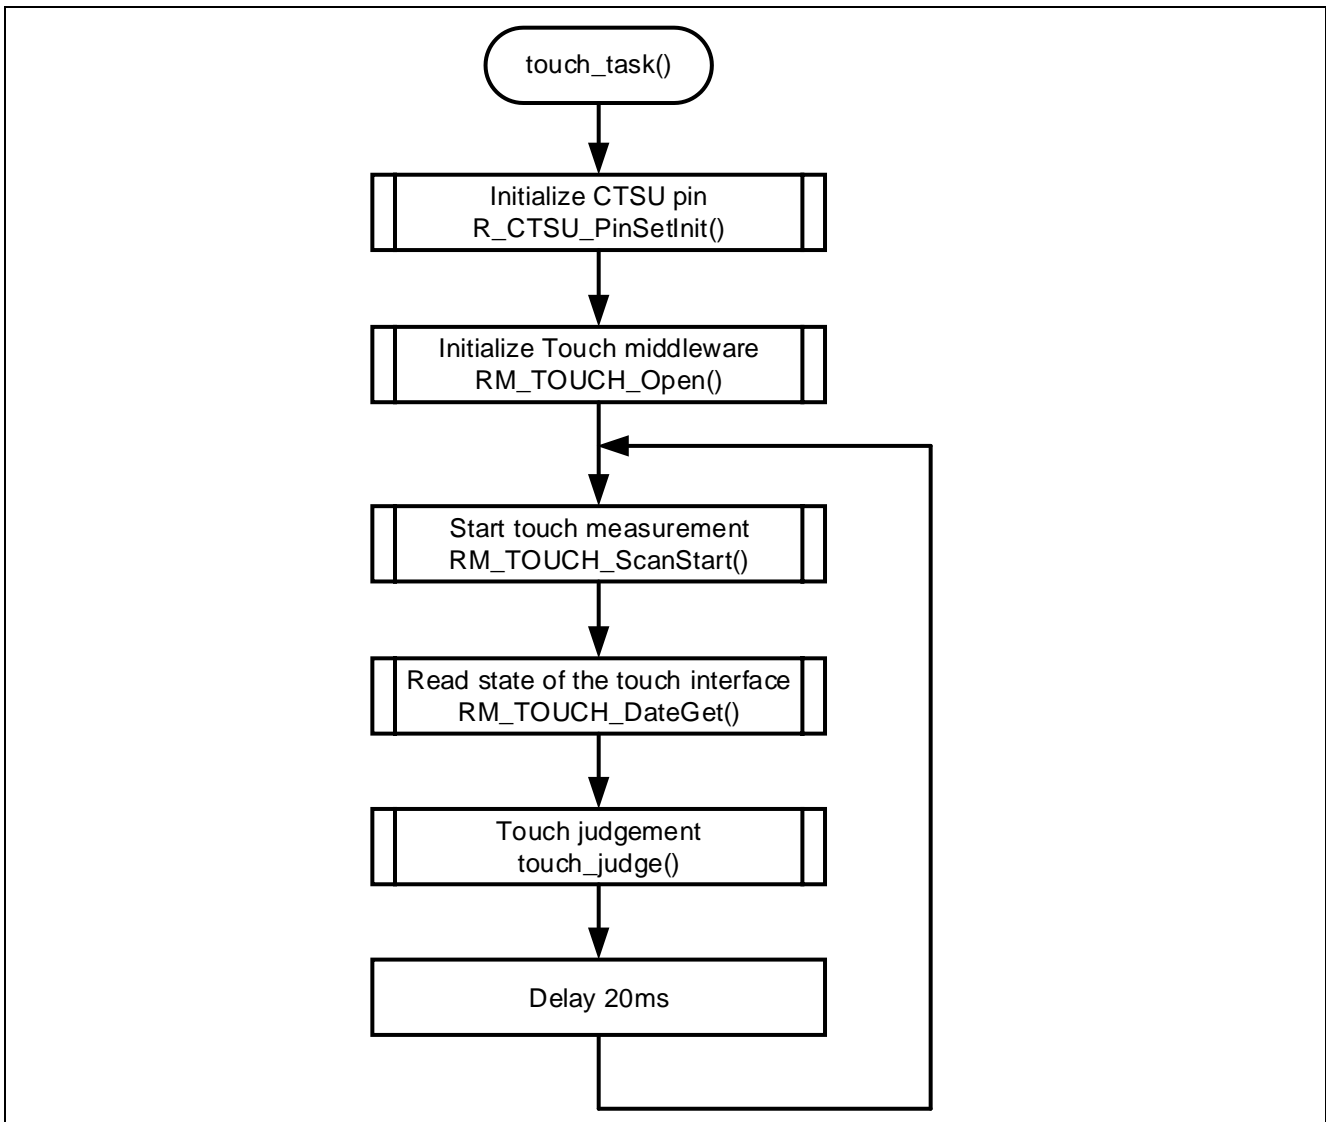 touch_task()
Initialize CTSU pin
R_CTSU_PinSetInit()
Initialize Touch middleware
RM_TOUCH_Open()
Start touch measurement
RM_TOUCH_ScanStart()
Read state of the touch interface
RM_TOUCH_DateGet()
Touch judgement
touch_judge()
Delay 20ms